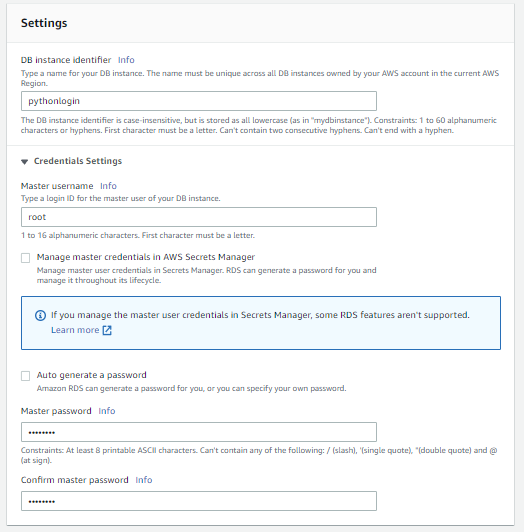 Settings
DB instance identifier Info
Type a name for your DB instance. The name must be unique across all DB instances owned by your AWS account in the current AWS
Region.
pythonlogin
The DB instance identifier is case-insensitive, but is stored as all lowercase (as in "mydbinstance"). Constraints: 1 to 60 alphanumeric
characters or hyphens. First character must be a letter. Can't contain two consecutive hyphens. Can't end with a hyphen.
Credentials Settings
Master username Info
Type a login ID for the master user of your DB instance.
root
1 to 16 alphanumeric characters. First character must be a letter.
Manage master credentials in AWS Secrets Manager
Manage master user credentials in Secrets Manager. RDS can generate a password for you and
manage it throughout its lifecycle.
If you manage the master user credentials in Secrets Manager, some RDS features aren't supported.
Learn more
Auto generate a password
Amazon RDS can generate a password for you, or you can specify your own password.
Master password Info
••••••••
Constraints: At least 8 printable ASCII characters. Can't contain any of the following: / (slash), '(single quote), "(double quote) and @
(at sign).
Confirm master password Info
••••••••